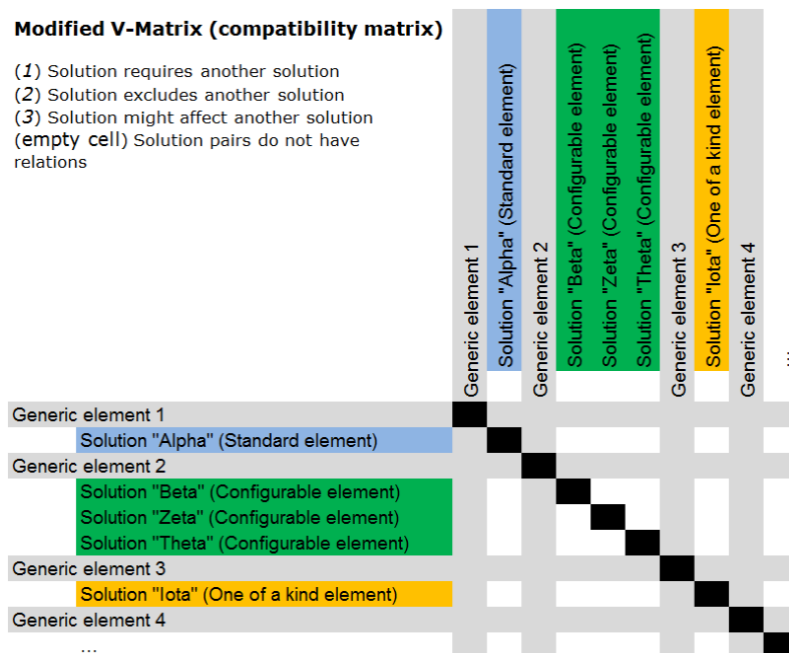 Modified V-Matrix (compatibility matrix)
(1) Solution requires another solution
(2) Solution excludes another solution
(3) Solution might affect another solution
(empty cell) Solution pairs do not have
relations
Generic element 1
Solution "Alpha" (Standard element)
Generic element 2
Solution "Beta" (Configurable element)
Solution "Zeta" (Configurable element)
Solution "Theta" (Configurable element)
Generic element 3
Solution "Iota" (One of a kind element)
Generic element 4
...
Generic element 1
Solution "Alpha" (Standard element)
Generic element 2
Solution "Beta" (Configurable element)
Solution "Zeta" (Configurable element)
Solution "Theta" (Configurable element)
Generic element 3
Solution "Iota" (One of a kind element)
Generic element 4
...